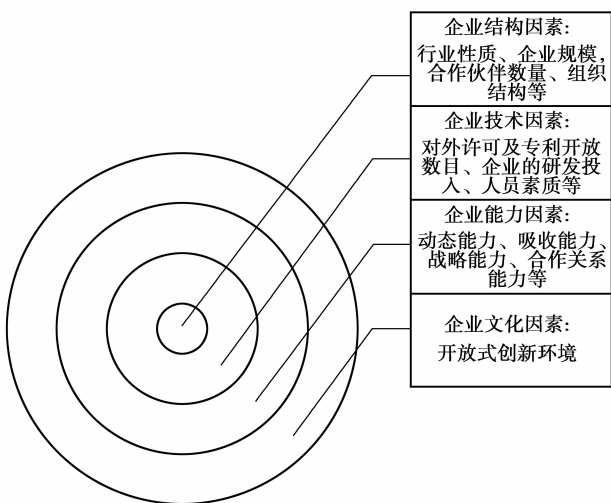 企业结构因素：
行业性质、企业规模，
合作伙伴数量、组织
结构等
企业技术因素：
对外许可及专利开放
数目、企业的研发投
入、人员素质等
企业能力因素：
动态能力、吸收能力、
战略能力、合作关系
能力等
企业文化因素：
开放式创新环境